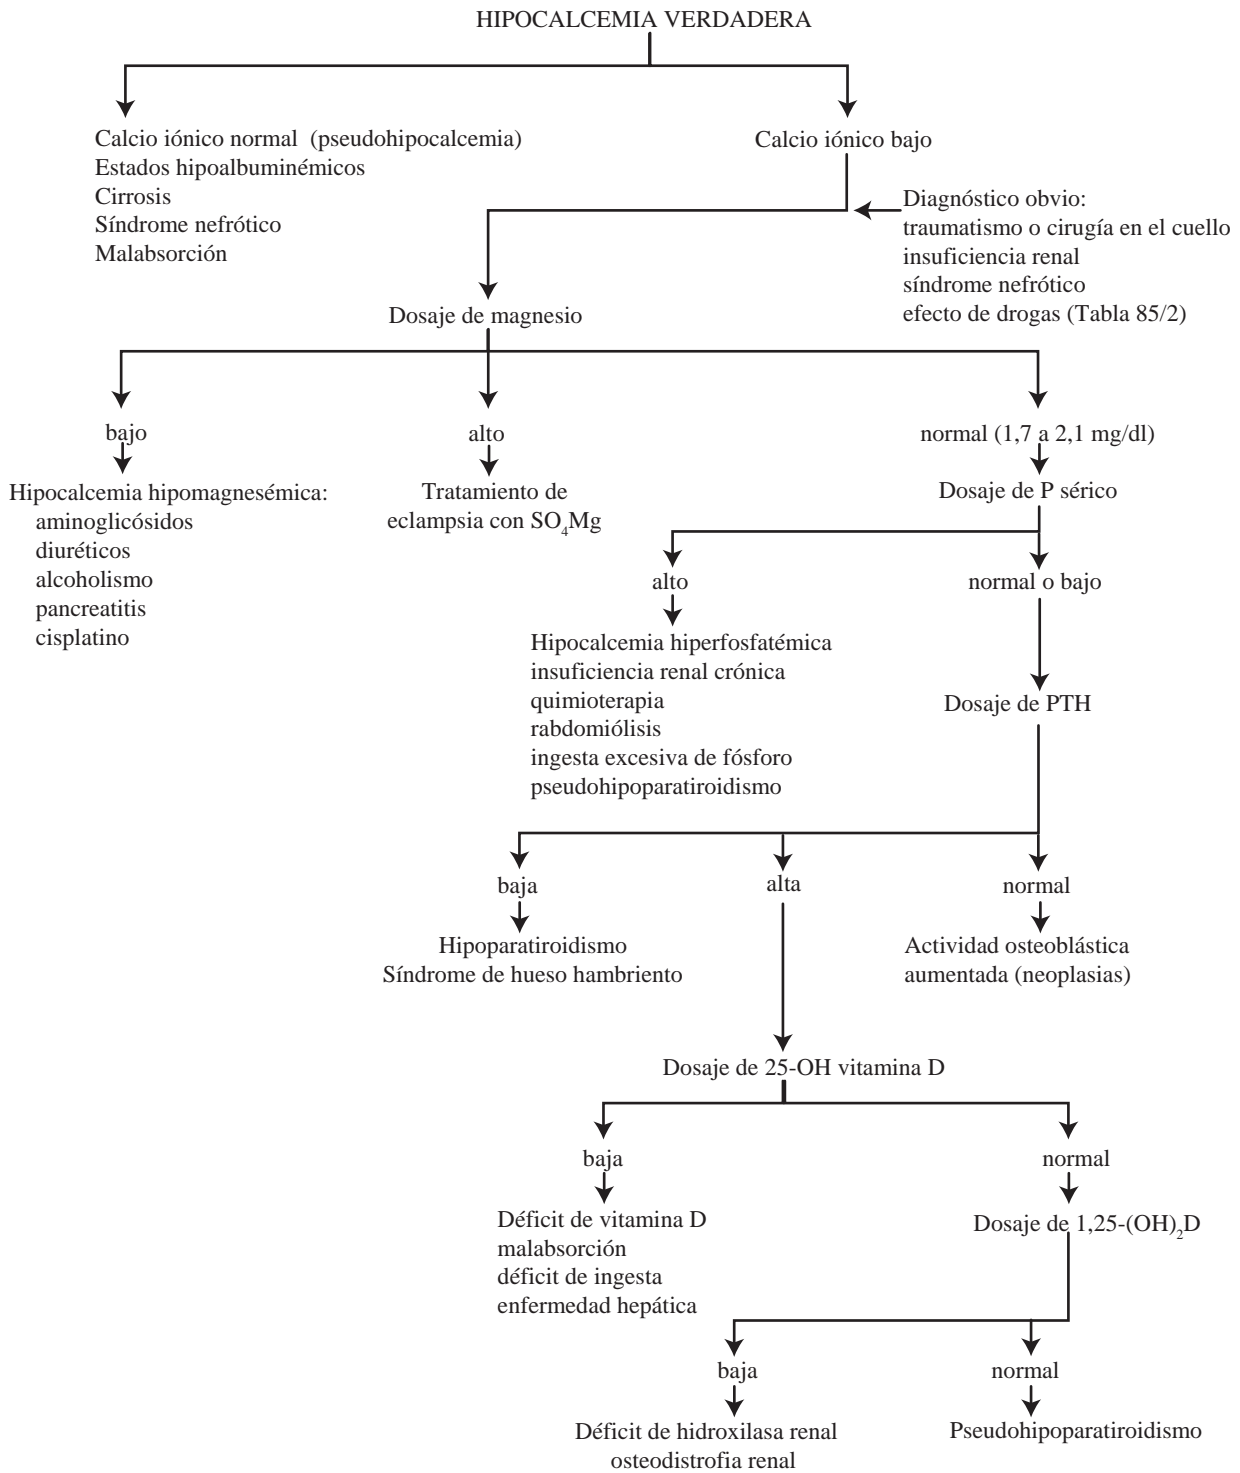 HIPOCALCEMIA VERDADERA
Calcio iónico normal (pseudohipocalcemia)
Estados hipoalbuminémicos
Cirrosis
Síndrome nefrótico
Malabsorción
Calcio iónico bajo
Diagnóstico obvio:
traumatismo o cirugía en el cuello
insuficiencia renal
síndrome nefrótico
efecto de drogas (Tabla 85/2)
Dosaje de magnesio
bajo
alto
normal (1,7 a 2,1 mg/dl)
Hipocalcemia hipomagnesémica:
aminoglicósidos
diuréticos
alcoholismo
pancreatitis
cisplatino
Tratamiento de
eclampsia con SO₄Mg
Dosaje de P sérico
alto
normal o bajo
Hipocalcemia hiperfosfatémica
insuficiencia renal crónica
quimioterapia
rabdomiólisis
ingesta excesiva de fósforo
pseudohipoparatiroidismo
Dosaje de PTH
baja
alta
normal
Hipoparatiroidismo
Síndrome de hueso hambriento
Actividad osteoblástica
aumentada (neoplasias)
Dosaje de 25-OH vitamina D
baja
normal
Déficit de vitamina D
malabsorción
déficit de ingesta
enfermedad hepática
Dosaje de 1,25-(OH)₂D
baja
normal
Déficit de hidroxilasa renal
osteodistrofia renal
Pseudohipoparatiroidismo